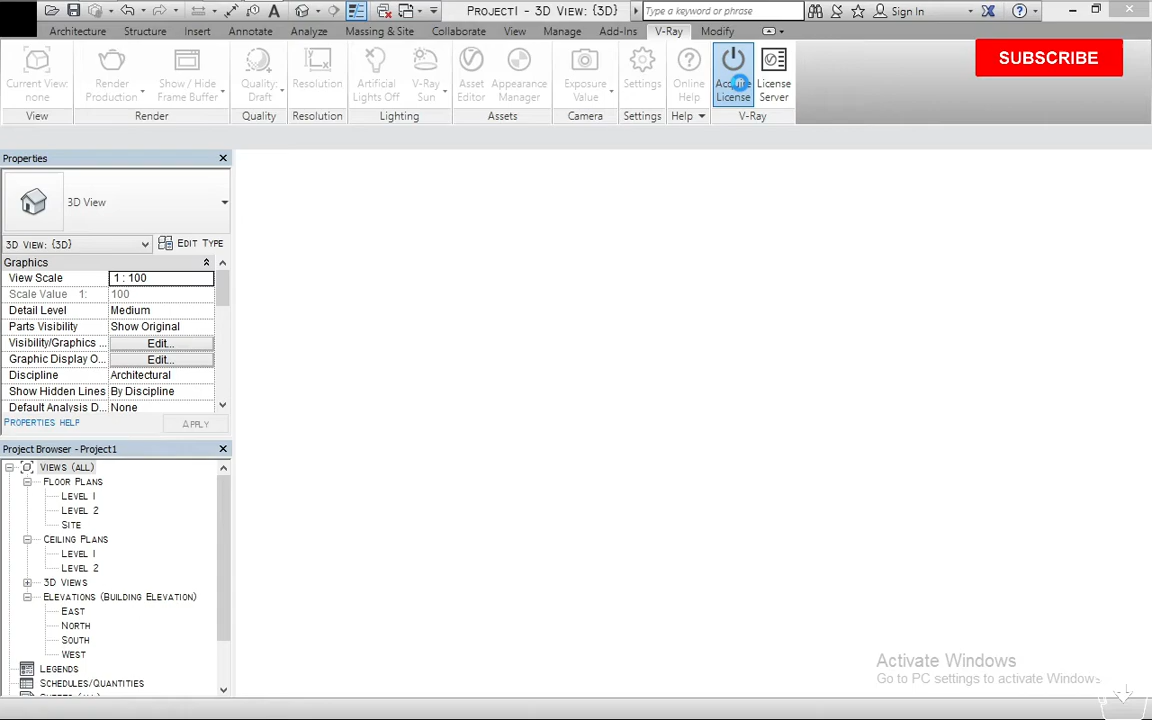 PROJECT1 - 3D VIEW: {3D}
Type a keyword or phrase
Sign In
Architecture Structure Insert Annotate Analyze Massing & Site Collaborate View Manage Add-Ins V-Ray Modify
SUBSCRIBE
Current View: none
Render Production
Show / Hide Frame Buffer
Quality: Draft
Resolution
Artificial Lights Off
V-Ray Sun
Asset Editor
Appearance Manager
Exposure Value
Settings
Online Help
License
License Server
View Render Quality Resolution Lighting Assets Camera Settings Help V-Ray
Properties
3D View
3D VIEW: {3D}
EDIT TYPE
Graphics
View Scale 1 : 100
Scale Value 1: 100
Detail Level Medium
Parts Visibility Show Original
Visibility/Graphics ... Edit...
Graphic Display O... Edit...
Discipline Architectural
Show Hidden Lines By Discipline
Default Analysis D... None
PROPERTIES HELP
APPLY
Project Browser - Project1
VIEWS (ALL)
FLOOR PLANS
LEVEL 1
LEVEL 2
SITE
CEILING PLANS
LEVEL 1
LEVEL 2
3D VIEWS
ELEVATIONS (BUILDING ELEVATION)
EAST
NORTH
SOUTH
WEST
LEGENDS
SCHEDULES/QUANTITIES
Activate Windows
Go to PC settings to activate Windows